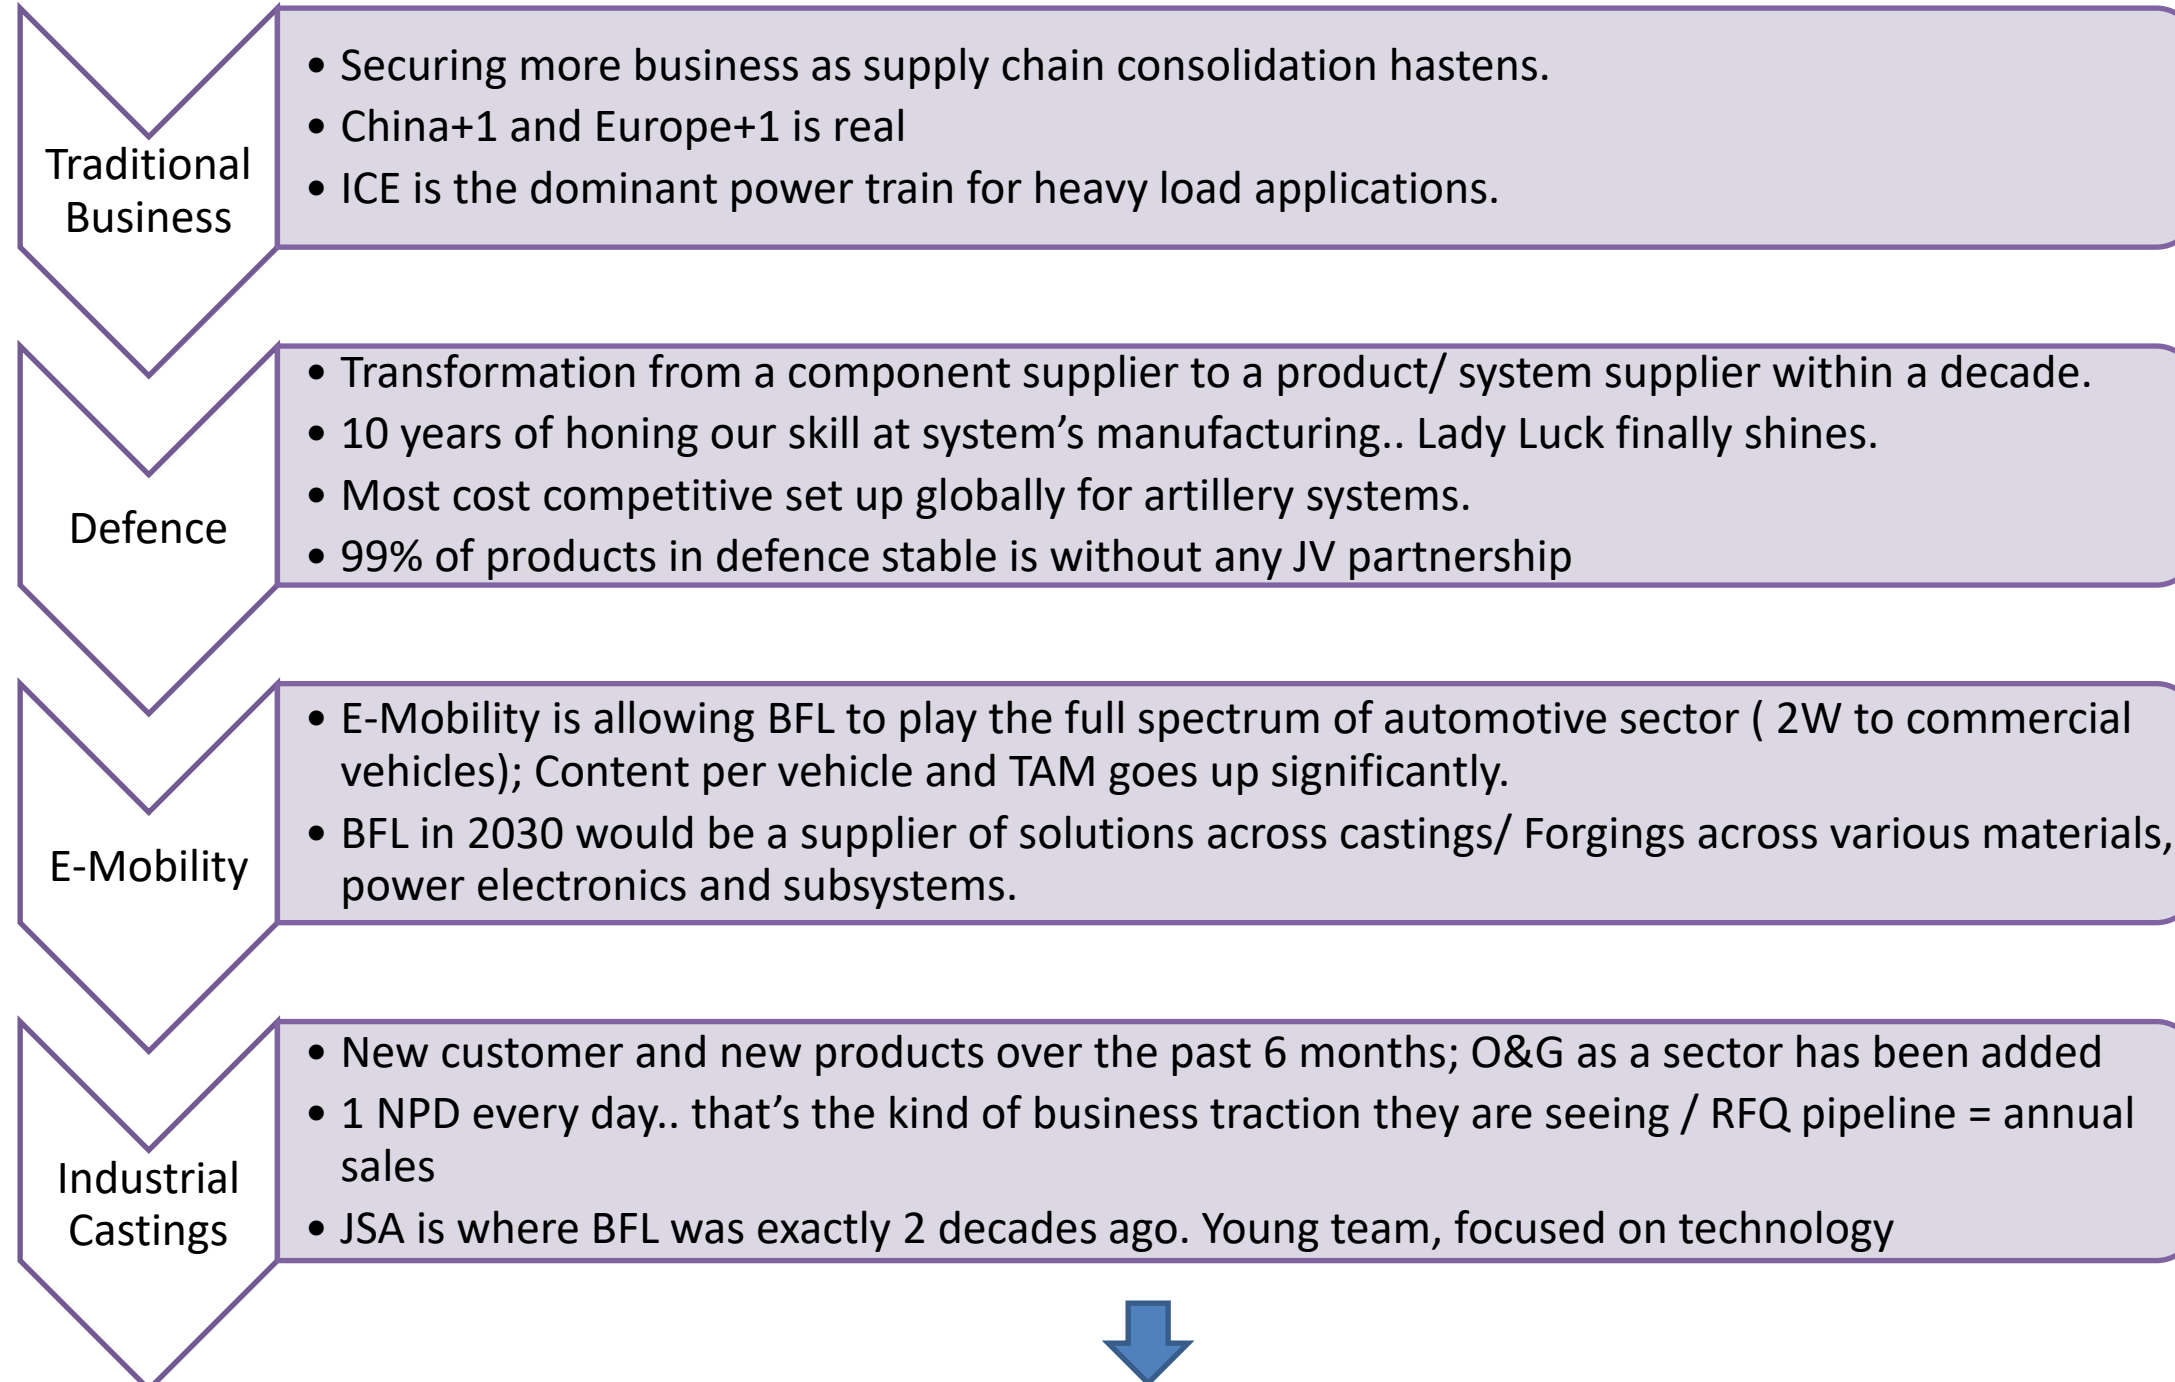 Traditional
Business
• Securing more business as supply chain consolidation hastens.
• China+1 and Europe+1 is real
• ICE is the dominant power train for heavy load applications.
Defence
• Transformation from a component supplier to a product/ system supplier within a decade.
• 10 years of honing our skill at system’s manufacturing.. Lady Luck finally shines.
• Most cost competitive set up globally for artillery systems.
• 99% of products in defence stable is without any JV partnership
E-Mobility
• E-Mobility is allowing BFL to play the full spectrum of automotive sector ( 2W to commercial
vehicles); Content per vehicle and TAM goes up significantly.
• BFL in 2030 would be a supplier of solutions across castings/ Forgings across various materials,
power electronics and subsystems.
Industrial
Castings
• New customer and new products over the past 6 months; O&G as a sector has been added
• 1 NPD every day.. that’s the kind of business traction they are seeing / RFQ pipeline = annual
sales
• JSA is where BFL was exactly 2 decades ago. Young team, focused on technology